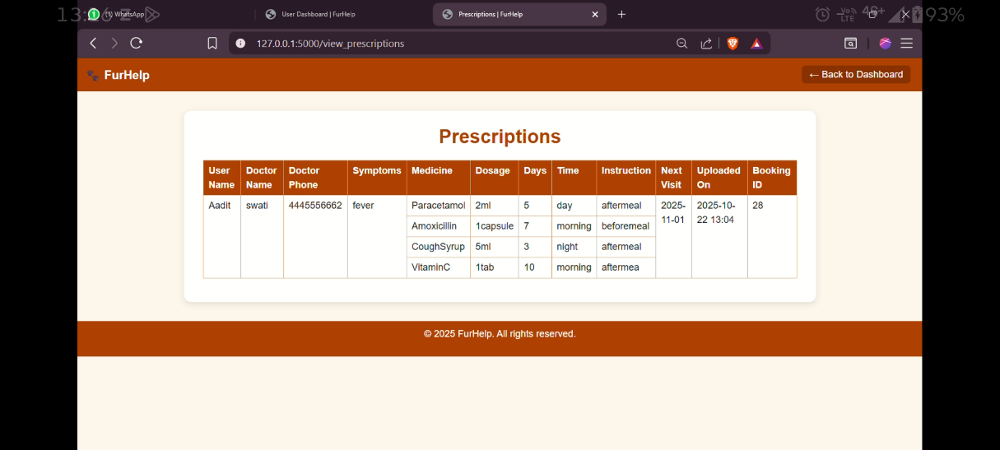 (1) WhatsApp
User Dashboard | FurHelp
Prescriptions | FurHelp
93%
127.0.0.1:5000/view_prescriptions
FurHelp
← Back to Dashboard
Prescriptions
User Name Doctor Name Doctor Phone Symptoms Medicine Dosage Days Time Instruction Next Visit Uploaded On Booking ID
Aadit swati 4445556662 fever Paracetamol 2ml 5 day aftermeal 2025-11-01 2025-10-22 13:04 28
Amoxicillin 1capsule 7 morning beforemeal
CoughSyrup 5ml 3 night aftermeal
VitaminC 1tab 10 morning aftermea
© 2025 FurHelp. All rights reserved.